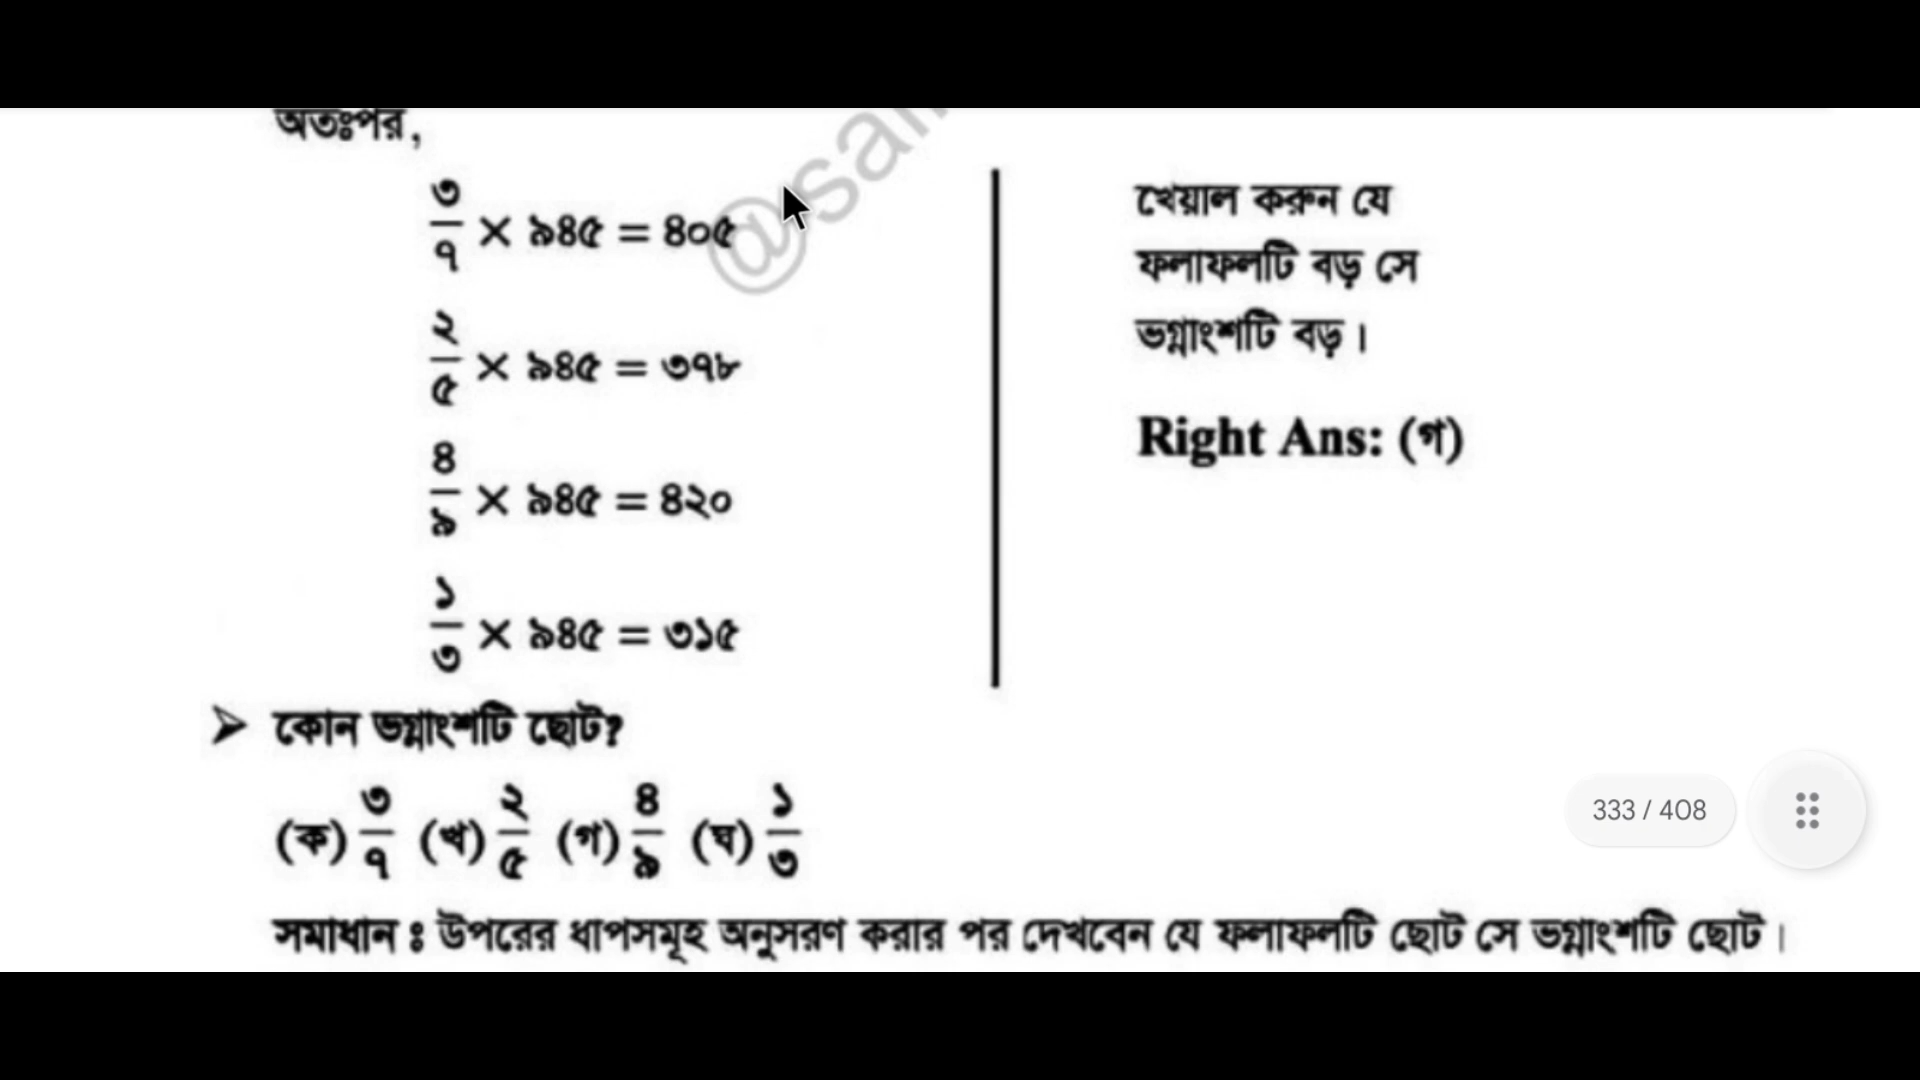 অতঃপর,
৩/৭ × ৯৪৫ = ৪০৫
২/৫ × ৯৪৫ = ৩৭৮
৪/৯ × ৯৪৫ = ৪২০
১/৩ × ৯৪৫ = ৩১৫
খেয়াল করুন যে
ফলাফলটি বড় সে
ভগ্নাংশটি বড়।
Right Ans: (গ)
➢ কোন ভগ্নাংশটি ছোট?
(ক) ৩/৭ (খ) ২/৫ (গ) ৪/৯ (ঘ) ১/৩
সমাধান ঃ উপরের ধাপসমূহ অনুসরণ করার পর দেখবেন যে ফলাফলটি ছোট সে ভগ্নাংশটি ছোট।
333 / 408